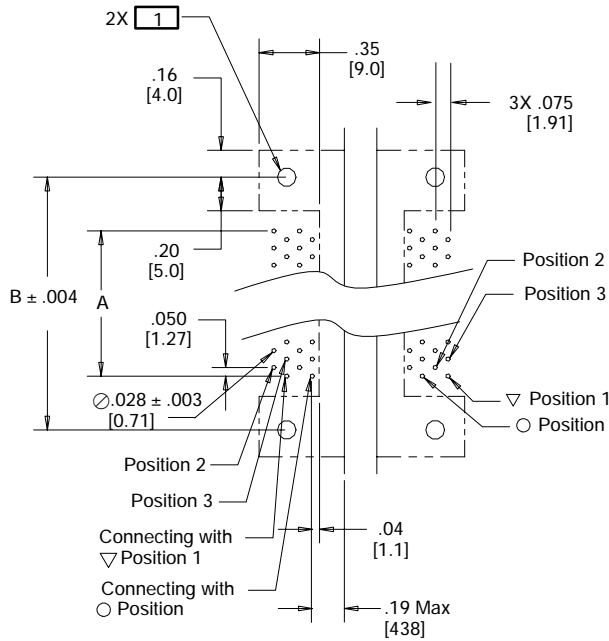 2X 1
.35
[9.0]
.16
[4.0]
3X .075
[1.91]
.20
[5.0]
Position 2
Position 3
B ± .004
A
.050
[1.27]
∅.028 ± .003
[0.71]
▽ Position 1
○ Position
Position 2
Position 3
Connecting with
▽ Position 1
Connecting with
○ Position
.04
[1.1]
.19 Max
[438]